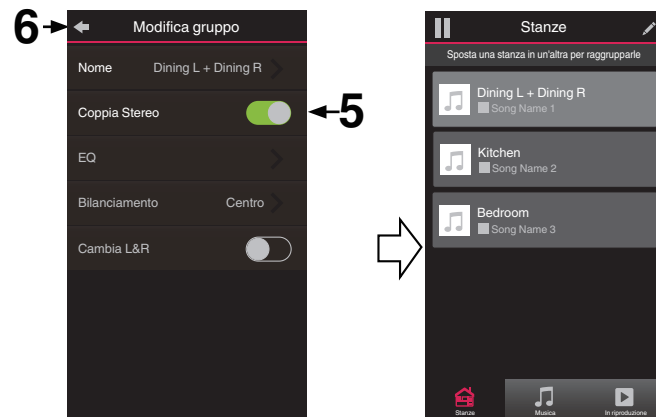 6
Modifica gruppo
Nome Dining L + Dining R
Coppia Stereo
5
EQ
Bilanciamento Centro
Cambia L&R
Stanze
Sposta una stanza in un'altra per raggrupparle
Dining L + Dining R
Song Name 1
Kitchen
Song Name 2
Bedroom
Song Name 3
Stanze Musica In riproduzione